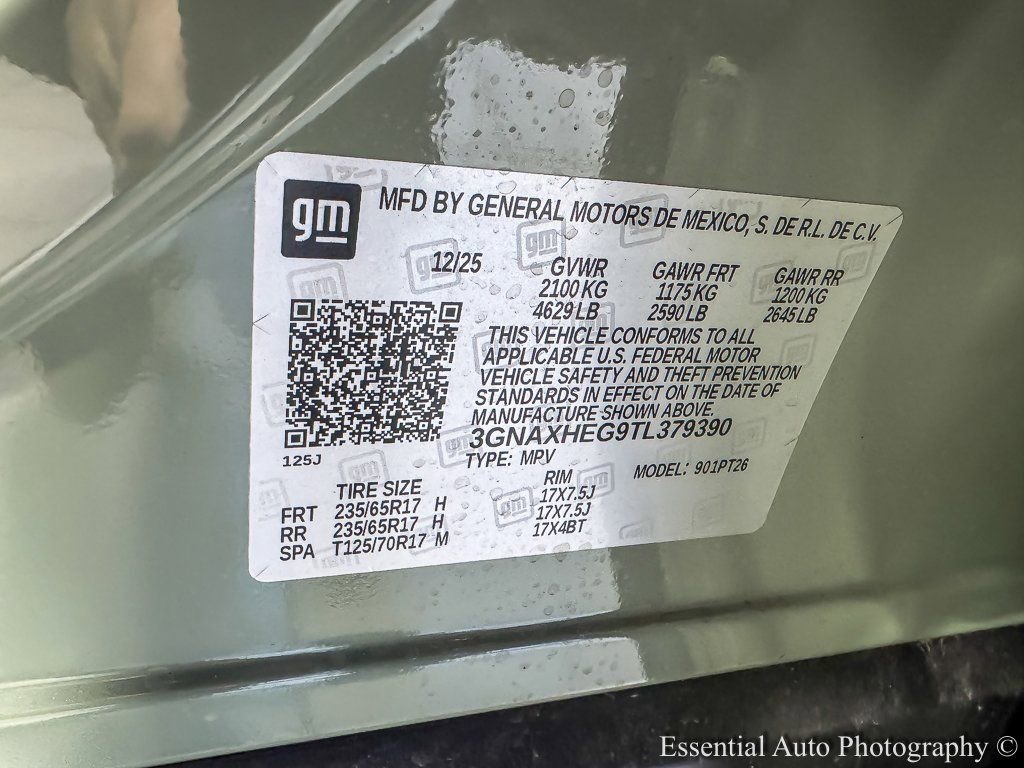 gm
MFD BY GENERAL MOTORS DE MEXICO, S. DE R.L. DE C.V.
12/25 GVWR GAWR FRT GAWR RR
2100 KG 1175 KG 1200 KG
4629 LB 2590 LB 2645 LB
THIS VEHICLE CONFORMS TO ALL
APPLICABLE U.S. FEDERAL MOTOR
VEHICLE SAFETY AND THEFT PREVENTION
STANDARDS IN EFFECT ON THE DATE OF
MANUFACTURE SHOWN ABOVE.
3GNAXHEG9TL379390
125J
TYPE: MPV MODEL: 901PT26
TIRE SIZE RIM
FRT 235/65R17 H 17X7.5J
RR 235/65R17 H 17X7.5J
SPA T125/70R17 M 17X4BT
Essential Auto Photography ©